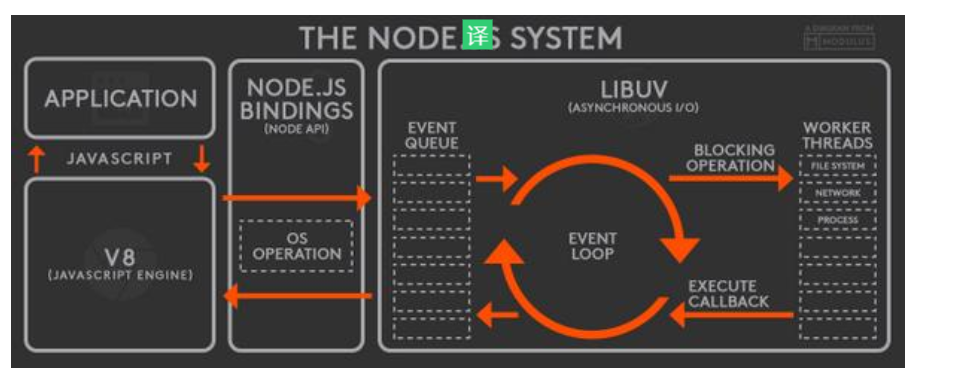 THE NODE.JS SYSTEM
译
A DIAGRAM FROM
MODULUS
APPLICATION
JAVASCRIPT
V8
(JAVASCRIPT ENGINE)
NODE.JS
BINDINGS
(NODE API)
OS
OPERATION
LIBUV
(ASYNCHRONOUS I/O)
EVENT
QUEUE
EVENT
LOOP
BLOCKING
OPERATION
EXECUTE
CALLBACK
WORKER
THREADS
FILE SYSTEM
NETWORK
PROCESS